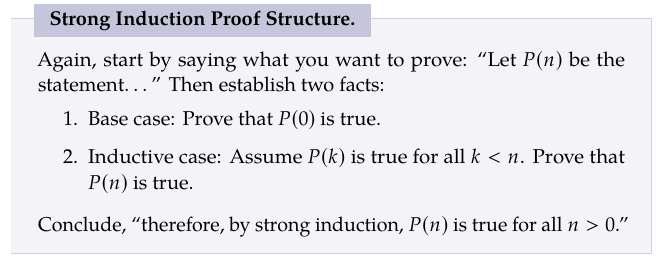 Strong Induction Proof Structure.
Again, start by saying what you want to prove: “Let P(n) be the
statement. . . ” Then establish two facts:
1. Base case: Prove that P(0) is true.
2. Inductive case: Assume P(k) is true for all k < n. Prove that
P(n) is true.
Conclude, “therefore, by strong induction, P(n) is true for all n > 0.”